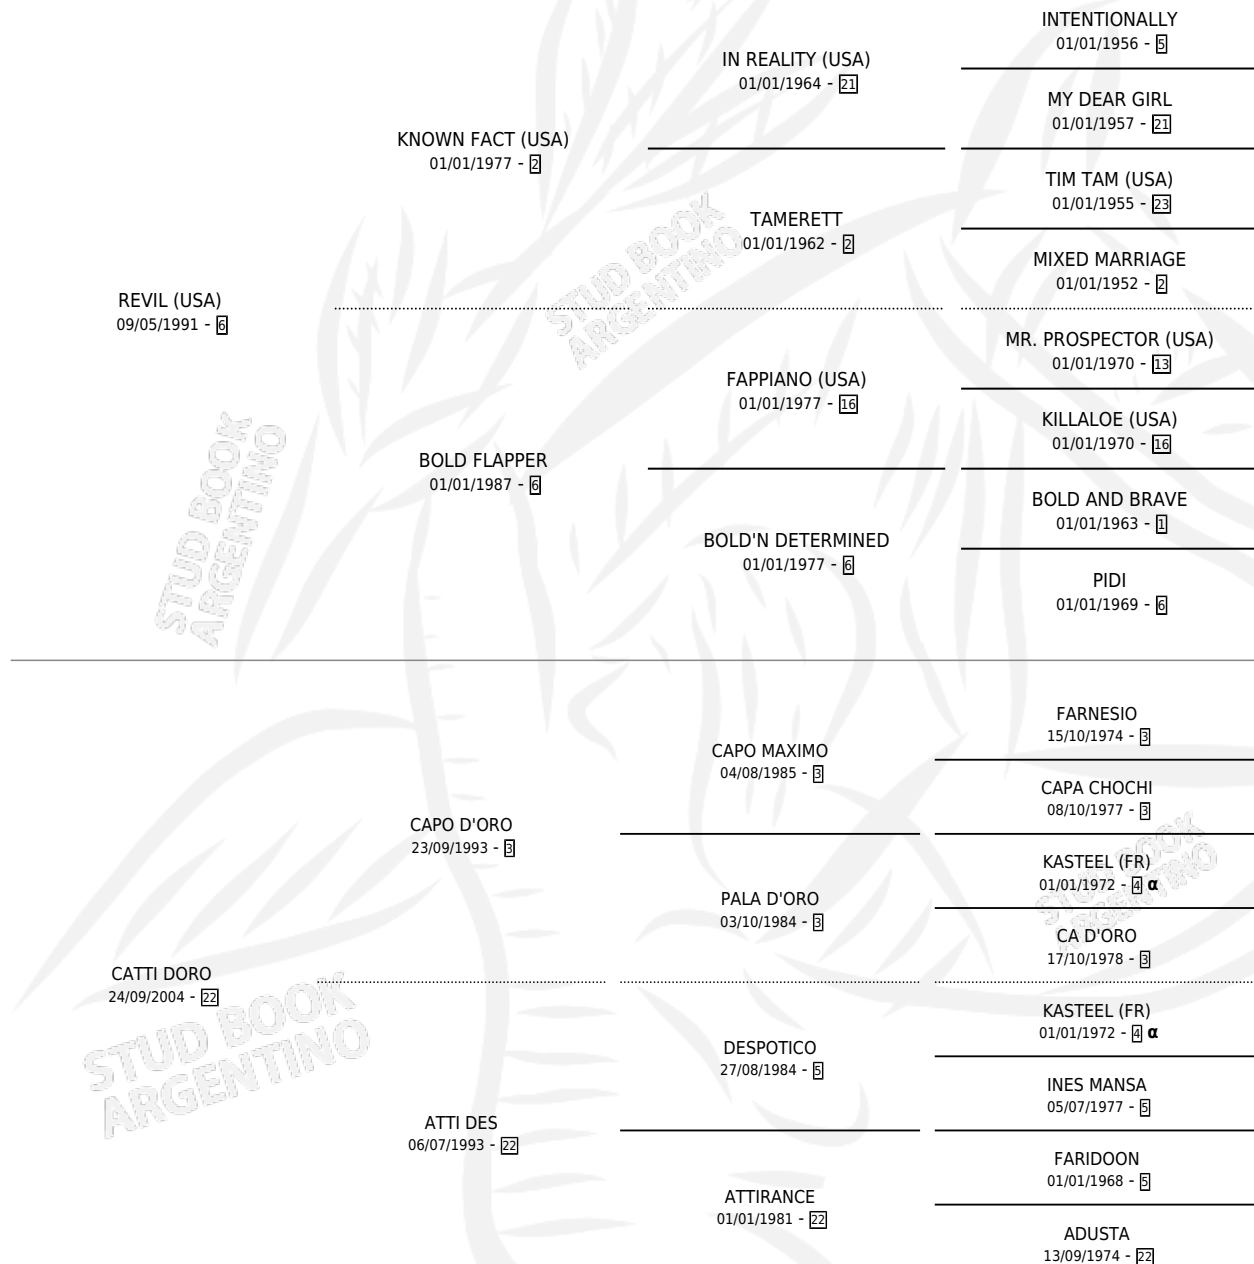 INTENTIONALLY
01/01/1956 - 5
IN REALITY (USA)
01/01/1964 - 21
MY DEAR GIRL
01/01/1957 - 21
KNOWN FACT (USA)
01/01/1977 - 2
TIM TAM (USA)
01/01/1955 - 23
TAMERETT
01/01/1962 - 2
MIXED MARRIAGE
01/01/1952 - 2
REVIL (USA)
09/05/1991 - 6
MR. PROSPECTOR (USA)
01/01/1970 - 13
FAPPIANO (USA)
01/01/1977 - 16
KILLALOE (USA)
01/01/1970 - 16
BOLD FLAPPER
01/01/1987 - 6
BOLD AND BRAVE
01/01/1963 - 1
BOLD'N DETERMINED
01/01/1977 - 6
PIDI
01/01/1969 - 6
FARNESIO
15/10/1974 - 3
CAPO MAXIMO
04/08/1985 - 3
CAPA CHOCHI
08/10/1977 - 3
CAPO D'ORO
23/09/1993 - 3
KASTEEL (FR)
01/01/1972 - 4 α
PALA D'ORO
03/10/1984 - 3
CA D'ORO
17/10/1978 - 3
CATTI DORO
24/09/2004 - 22
KASTEEL (FR)
01/01/1972 - 4 α
DESPOTICO
27/08/1984 - 5
INES MANSA
05/07/1977 - 5
ATTI DES
06/07/1993 - 22
FARIDOON
01/01/1968 - 5
ATTIRANCE
01/01/1981 - 22
ADUSTA
13/09/1974 - 22
STUD BOOK
ARGENTINO
STUD BOOK
ARGENTINO
STUD BOOK
ARGENTINO
STUD BOOK
ARGENTINO